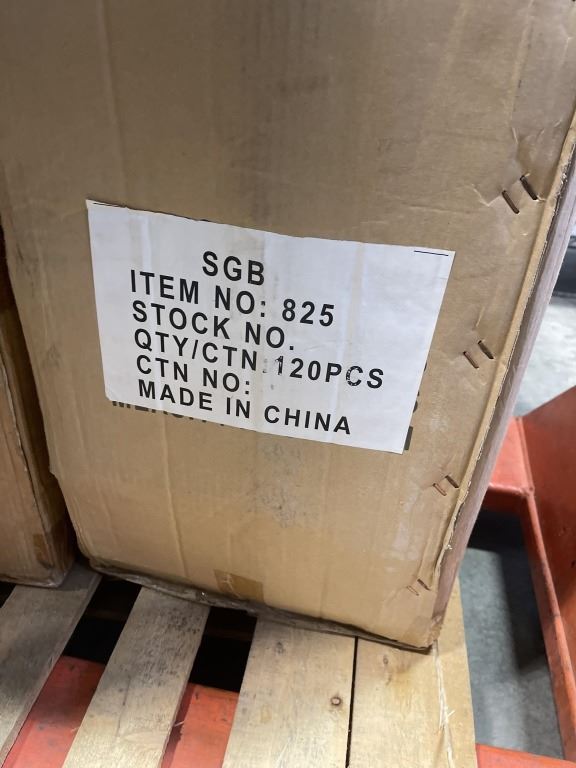 SGB
ITEM NO: 825
STOCK NO.
QTY/CTN: 120PCS
CTN NO:
MADE IN CHINA